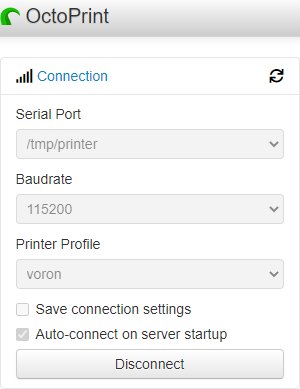 OctoPrint
Connection
Serial Port
/tmp/printer
Baudrate
115200
Printer Profile
voron
Save connection settings
Auto-connect on server startup
Disconnect